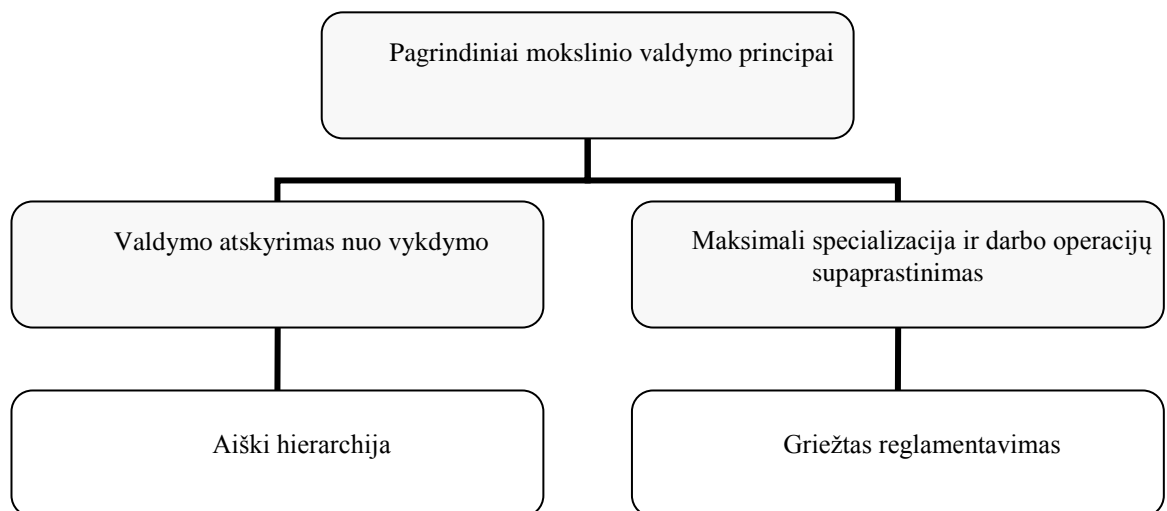 Pagrindiniai mokslinio valdymo principai
Valdymo atskyrimas nuo vykdymo
Maksimali specializacija ir darbo operacijų
supaprastinimas
Aiški hierarchija
Griežtas reglamentavimas